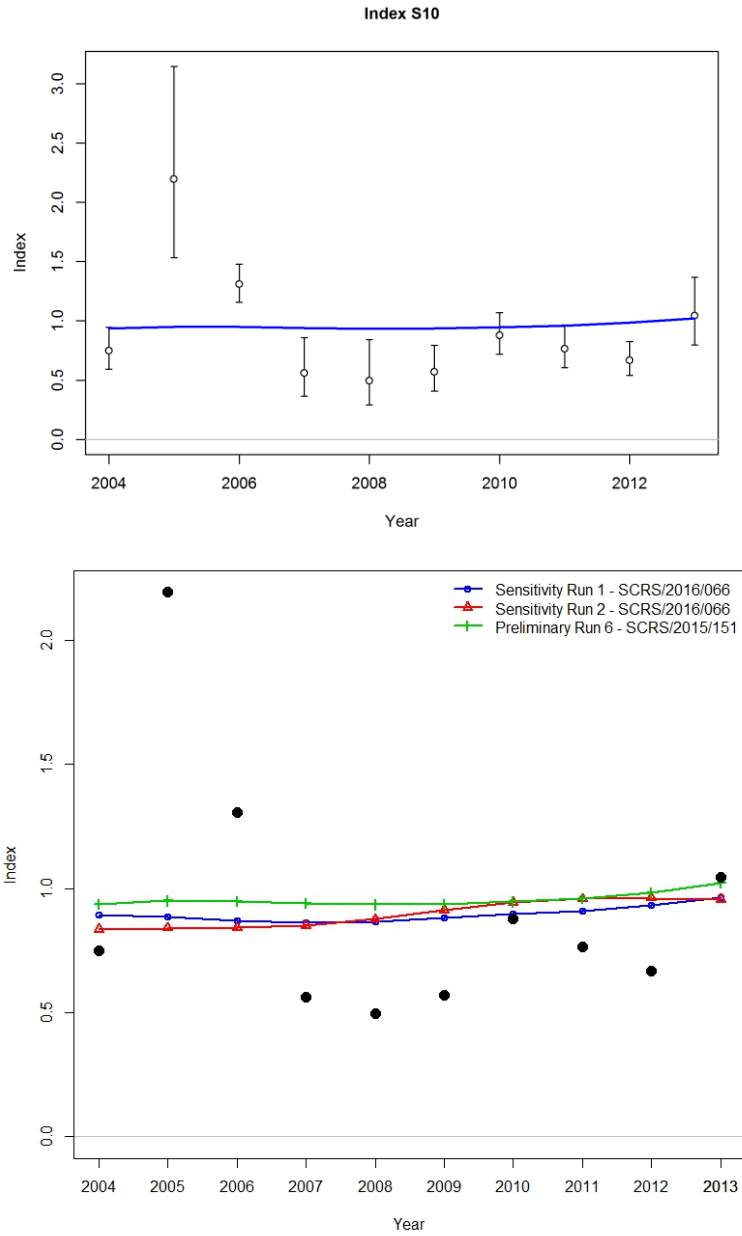 Index S10
3.0
2.5
2.0
1.5
1.0
0.5
0.0
Index
2004 2006 2008 2010 2012
Year
Sensitivity Run 1 - SCRS/2016/066
Sensitivity Run 2 - SCRS/2016/066
Preliminary Run 6 - SCRS/2015/151
2.0
1.5
1.0
0.5
0.0
Index
2004 2005 2006 2007 2008 2009 2010 2011 2012 2013
Year